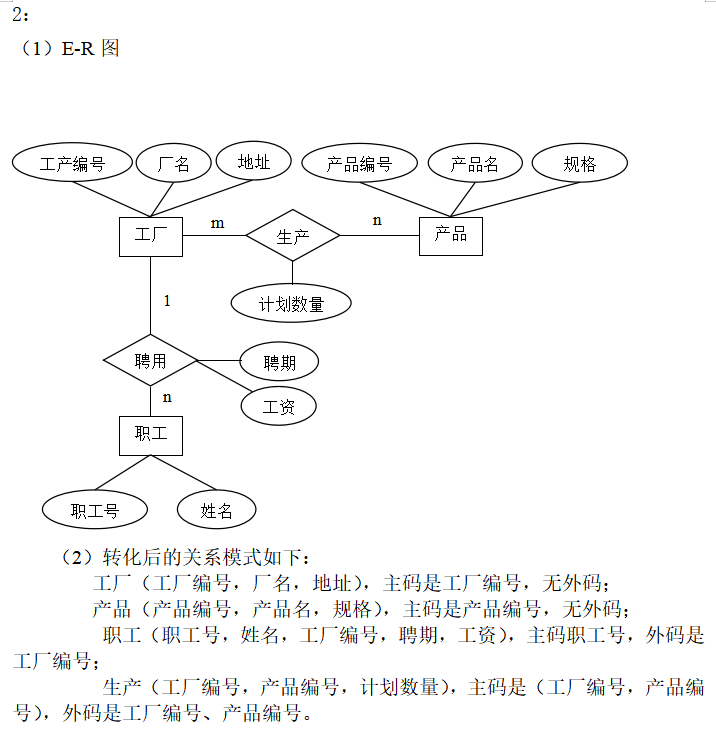 2：
（1）E-R 图
工产编号 厂名 地址 产品编号 产品名 规格
工厂 m 生产 n 产品
计划数量
1
聘用 聘期
工资
n
职工
职工号 姓名
（2）转化后的关系模式如下：
工厂（工厂编号，厂名，地址），主码是工厂编号，无外码；
产品（产品编号，产品名，规格），主码是产品编号，无外码；
职工（职工号，姓名，工厂编号，聘期，工资），主码职工号，外码是
工厂编号；
生产（工厂编号，产品编号，计划数量），主码是（工厂编号，产品编
号），外码是工厂编号、产品编号。